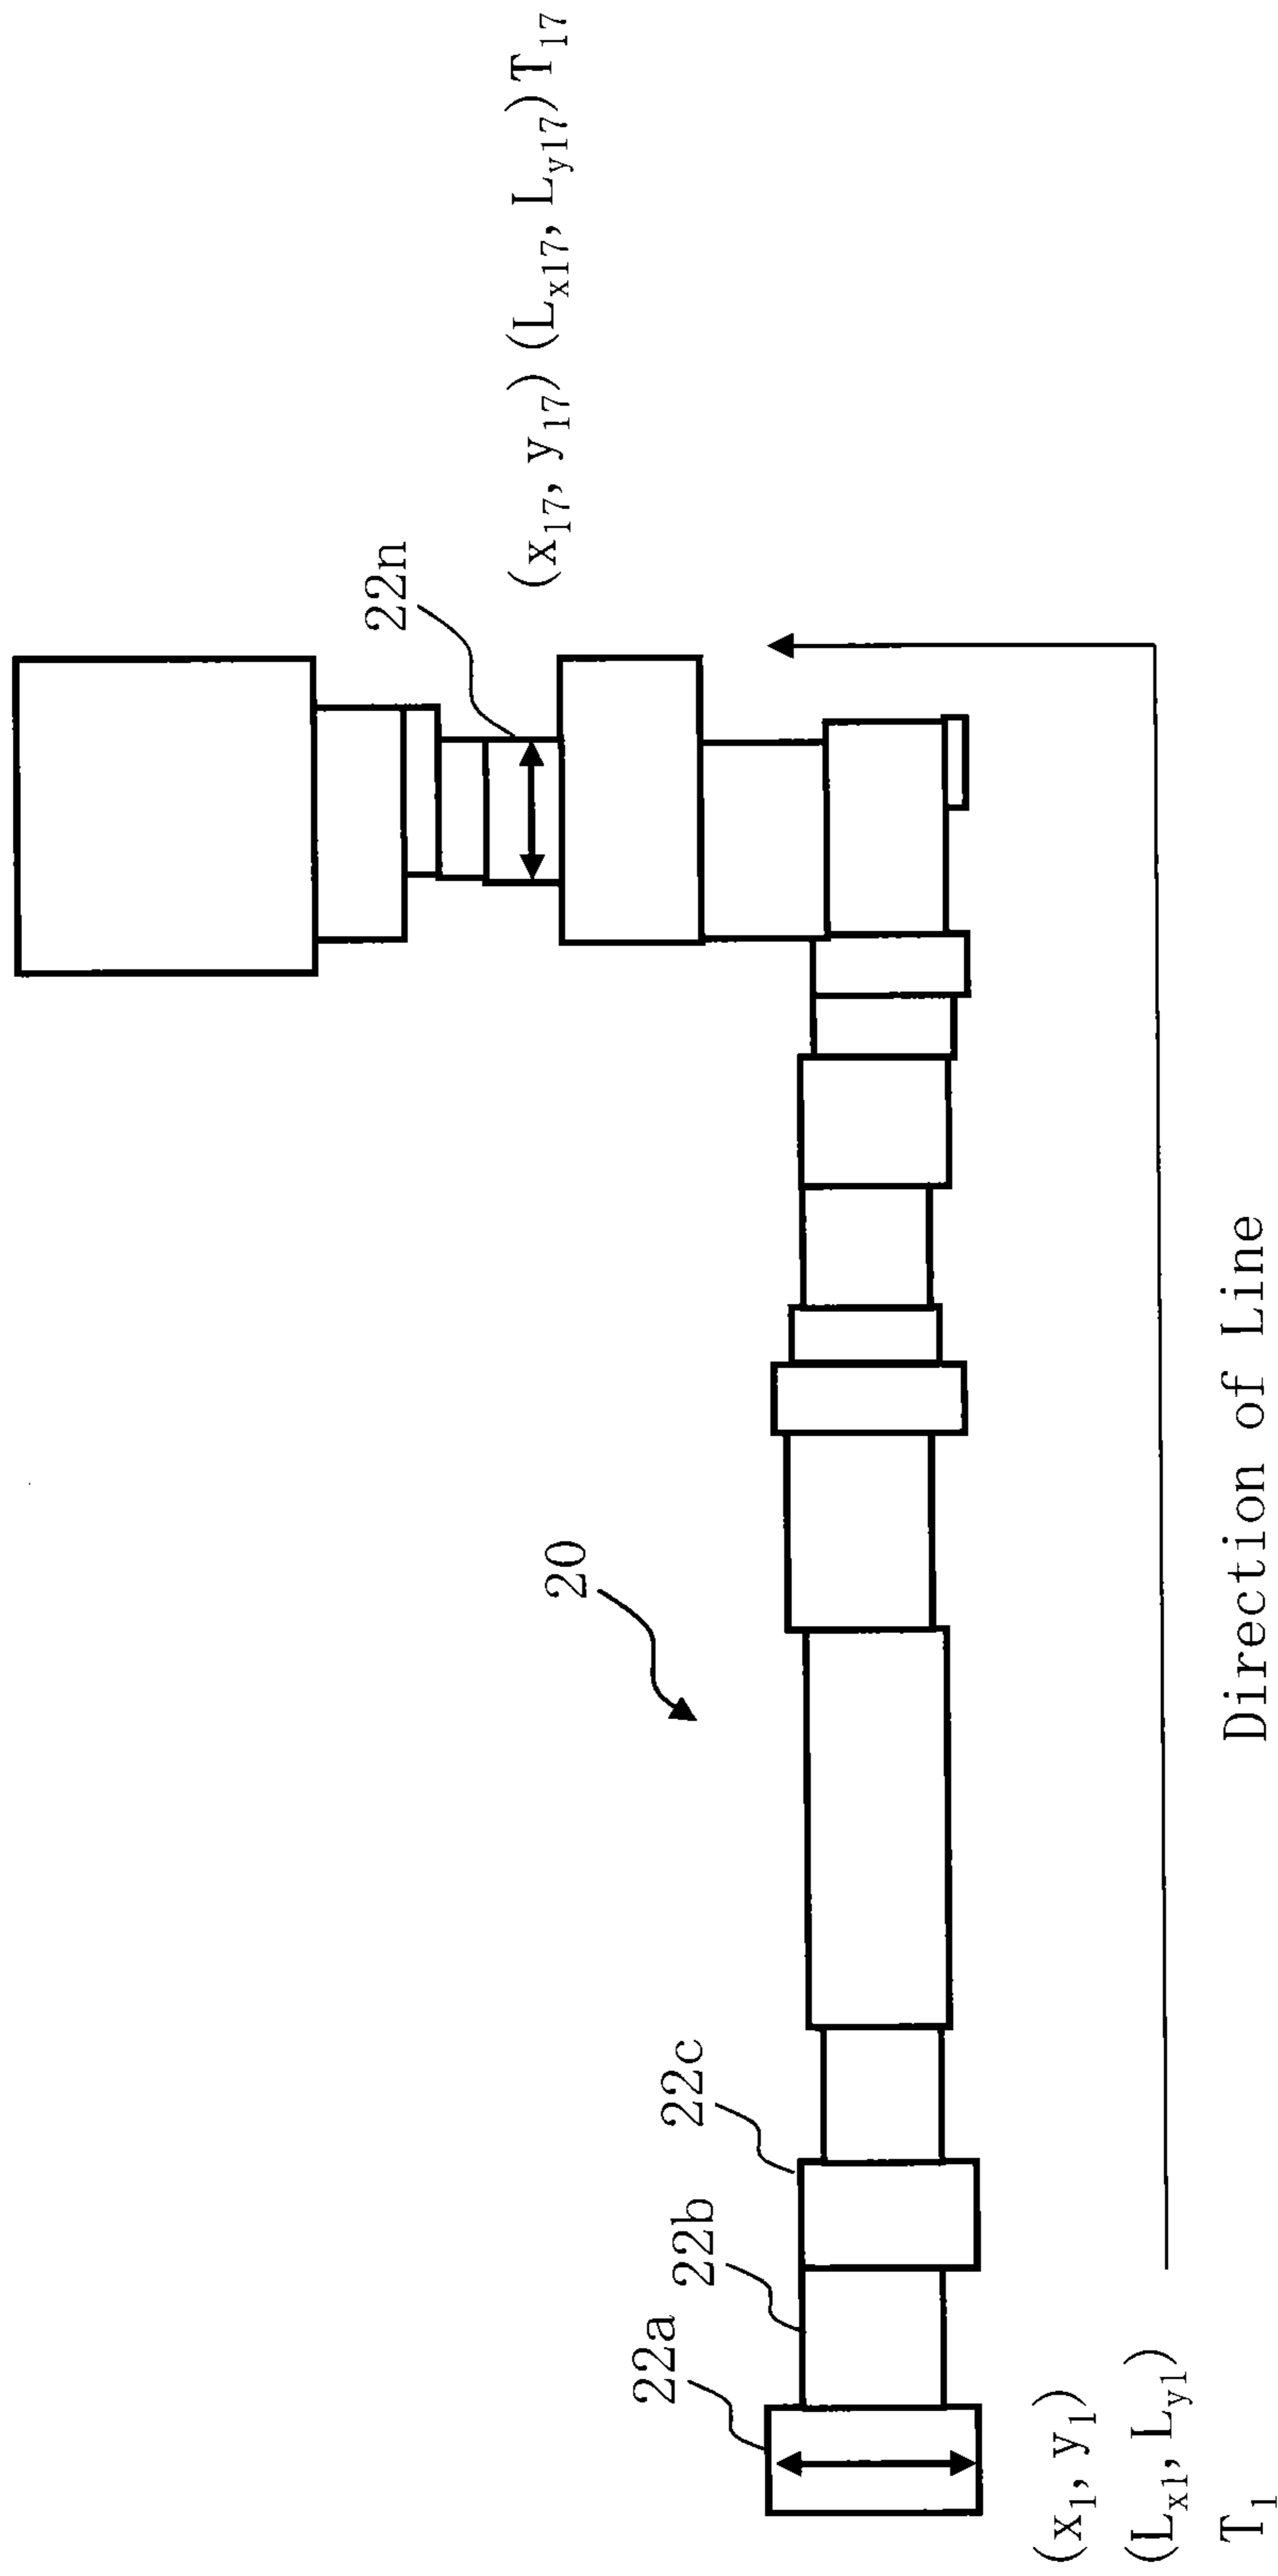 22n
(x17, y17) (Lx17, Ly17) T17
20
22c
22b
22a
(x1, y1)
(Lx1, Ly1)
T1
Direction of Line